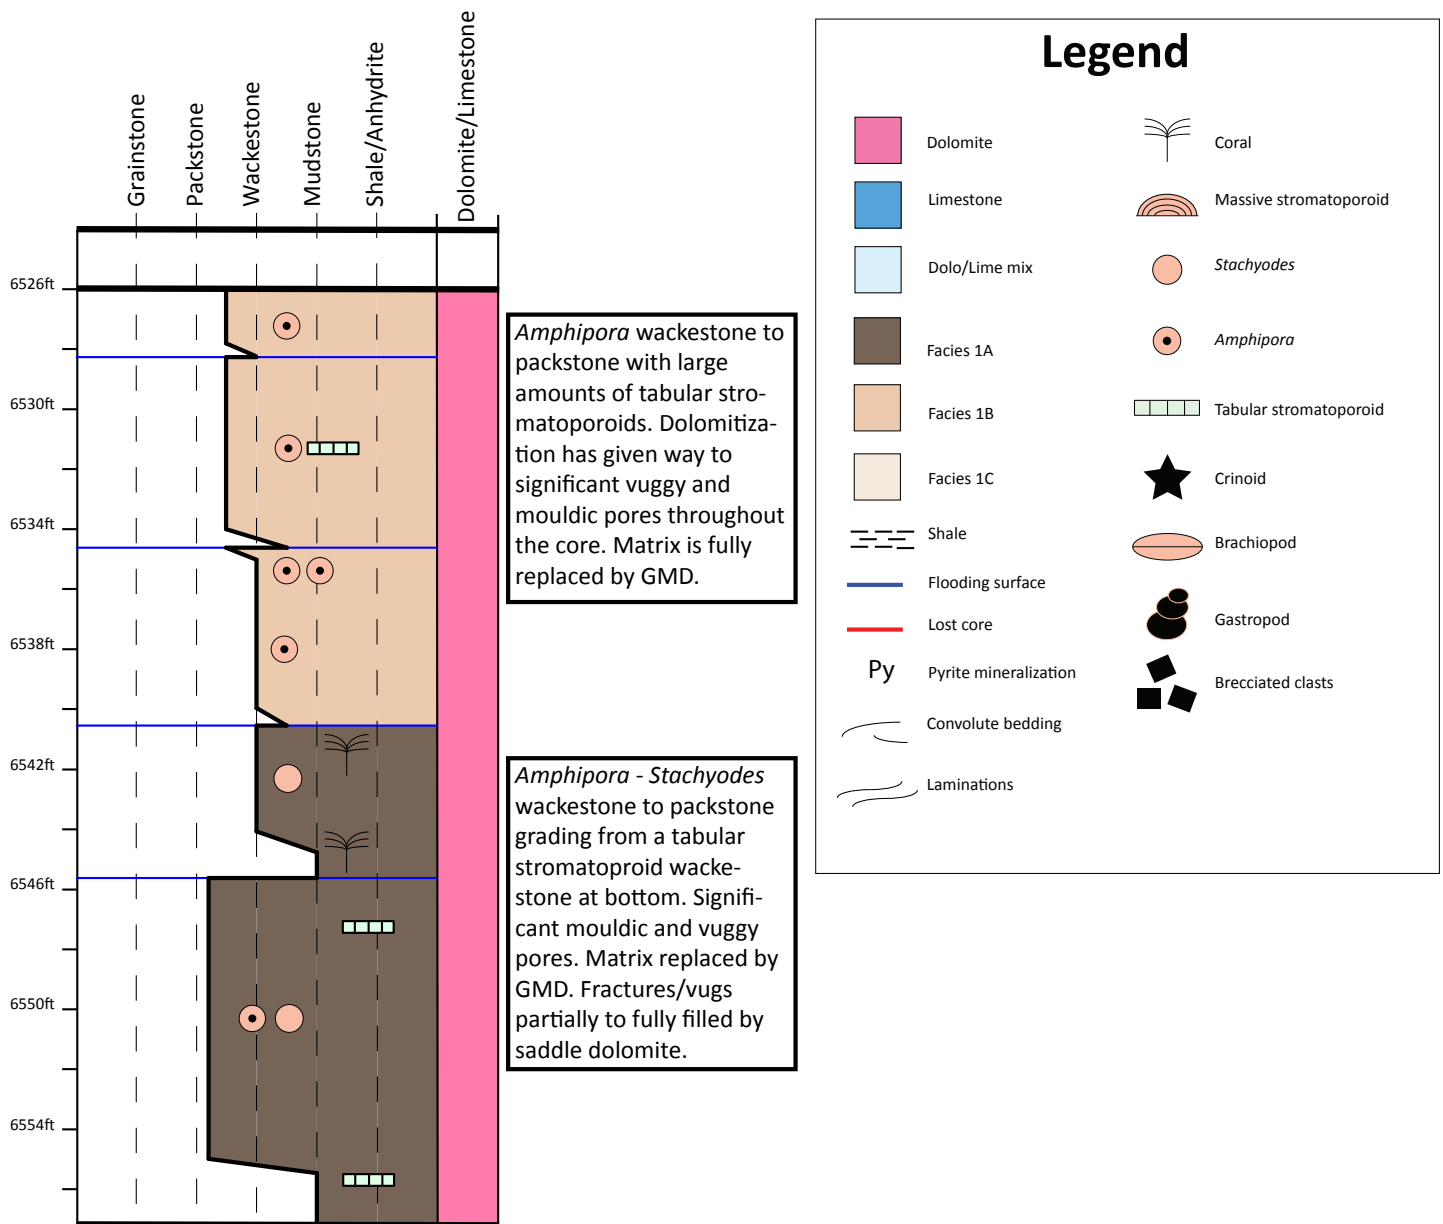 Grainstone
Packstone
Wackestone
Mudstone
Shale/Anhydrite
Dolomite/Limestone
6526ft
6530ft
6534ft
6538ft
6542ft
6546ft
6550ft
6554ft
Amphipora wackestone to
packstone with large
amounts of tabular stro-
matoporoids. Dolomitiza-
tion has given way to
significant vuggy and
mouldic pores throughout
the core. Matrix is fully
replaced by GMD.
Amphipora - Stachyodes
wackestone to packstone
grading from a tabular
stromatoproid wacke-
stone at bottom. Signifi-
cant mouldic and vuggy
pores. Matrix replaced by
GMD. Fractures/vugs
partially to fully filled by
saddle dolomite.
Legend
Dolomite
Limestone
Dolo/Lime mix
Facies 1A
Facies 1B
Facies 1C
Shale
Flooding surface
Lost core
Py Pyrite mineralization
Convolute bedding
Laminations
Coral
Massive stromatoporoid
Stachyodes
Amphipora
Tabular stromatoporoid
Crinoid
Brachiopod
Gastropod
Brecciated clasts